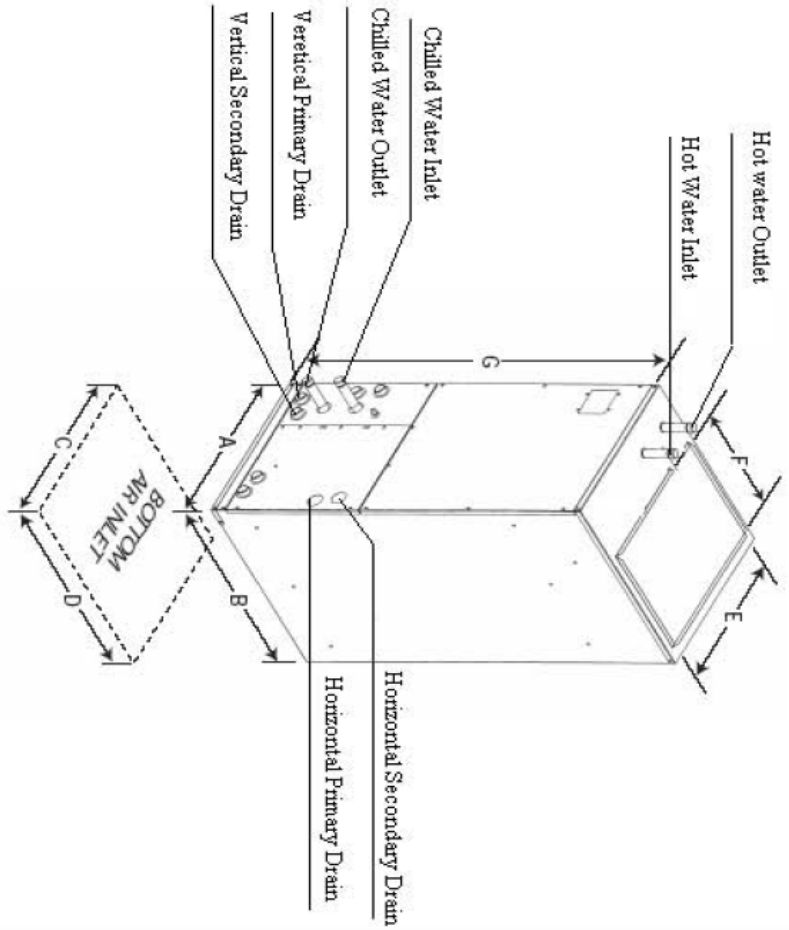 Hot water Outlet
Hot Water Inlet
Chilled Water Inlet
Chilled Water Outlet
Veretical Primary Drain
Vertical Secondary Drain
G
F
E
A
B
C
D
BOTTOM
AIR INLET
Horizontal Secondary Drain
Horizontal Primary Drain